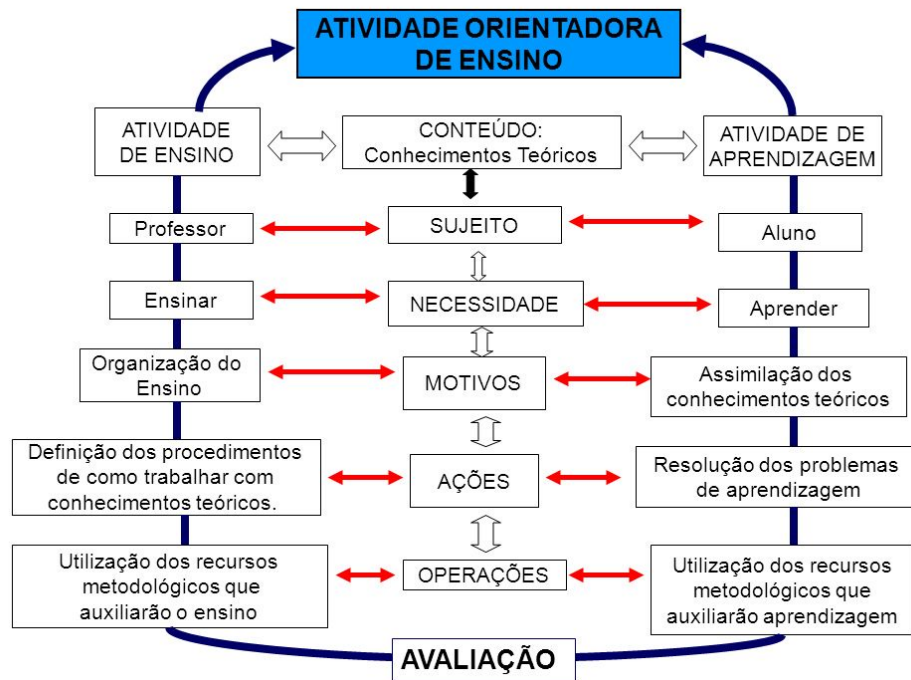 ATIVIDADE ORIENTADORA
DE ENSINO
ATIVIDADE
DE ENSINO
CONTEÚDO:
Conhecimentos Teóricos
ATIVIDADE DE
APRENDIZAGEM
Professor
SUJEITO
Aluno
Ensinar
NECESSIDADE
Aprender
Organização do
Ensino
MOTIVOS
Assimilação dos
conhecimentos teóricos
Definição dos procedimentos
de como trabalhar com
conhecimentos teóricos.
AÇÕES
Resolução dos problemas
de aprendizagem
Utilização dos recursos
metodológicos que
auxiliarão o ensino
OPERAÇÕES
Utilização dos recursos
metodológicos que
auxiliarão aprendizagem
AVALIAÇÃO